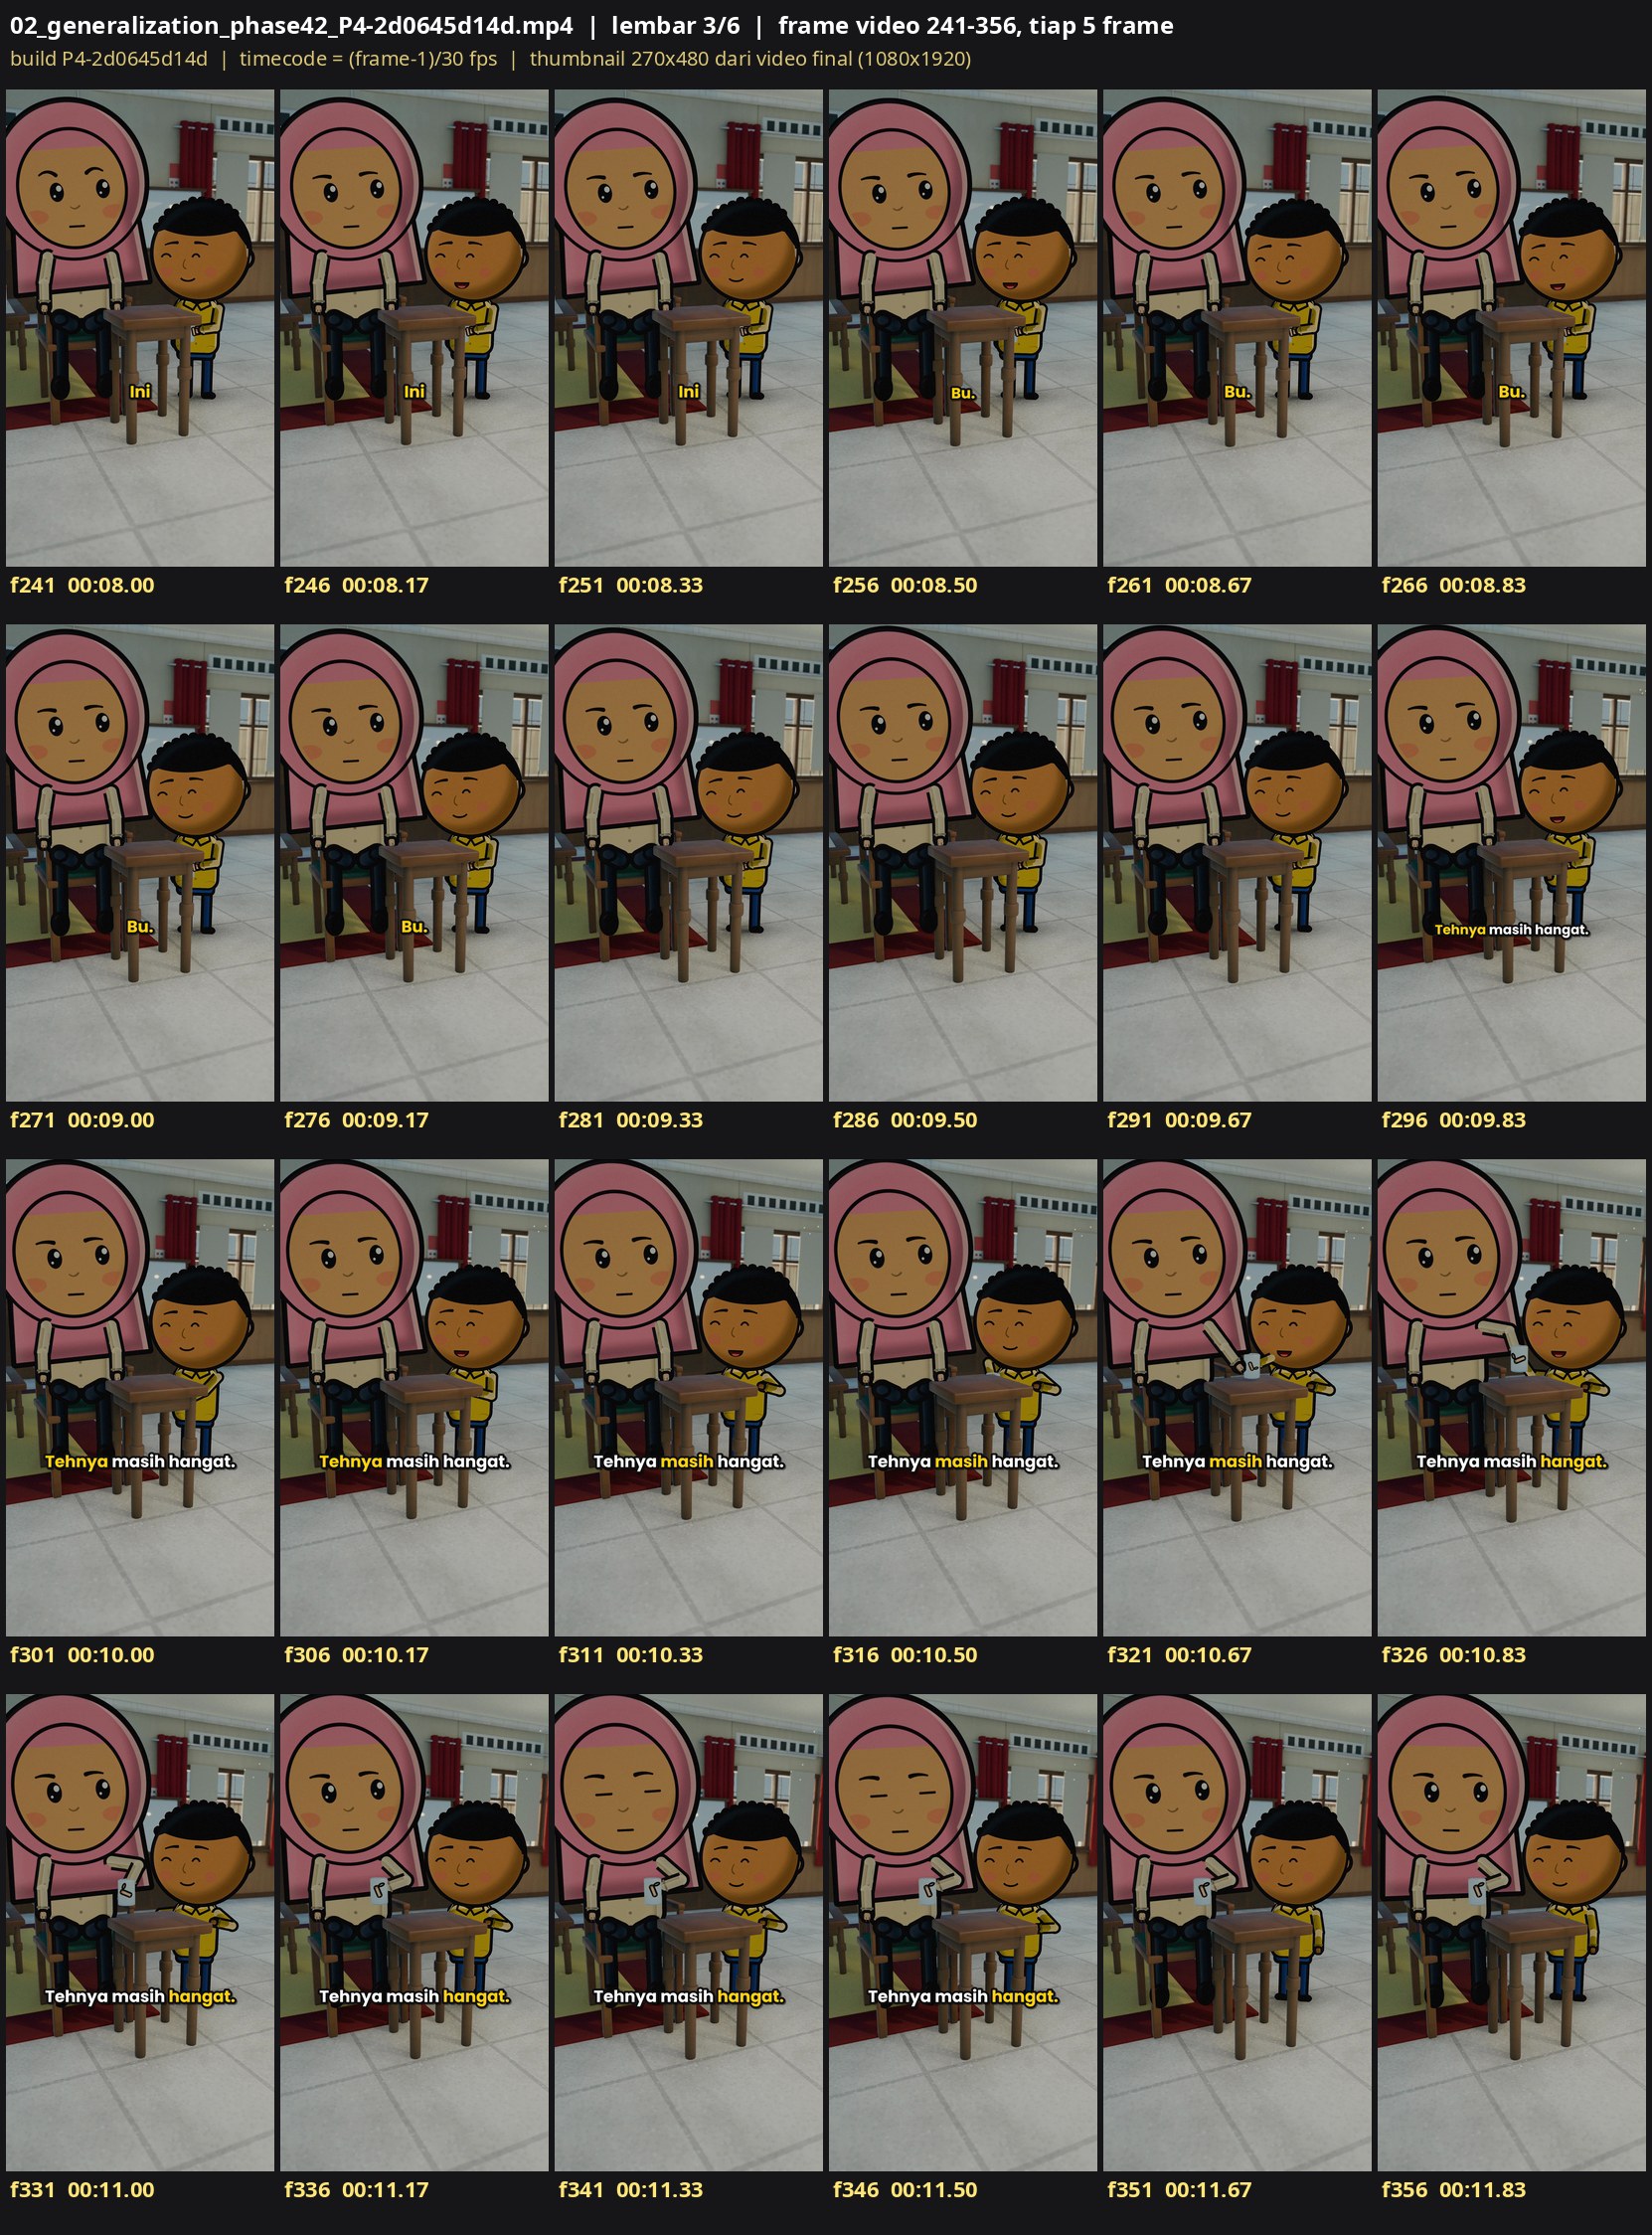 02_generalization_phase42_P4-2d0645d14d.mp4 | lembar 3/6 | frame video 241-356, tiap 5 frame
build P4-2d0645d14d | timecode = (frame-1)/30 fps | thumbnail 270x480 dari video final (1080x1920)
Ini
Ini
Ini
Bu.
Bu.
Bu.
f241 00:08.00
f246 00:08.17
f251 00:08.33
f256 00:08.50
f261 00:08.67
f266 00:08.83
Bu.
Bu.
Tehnya masih hangat.
f271 00:09.00
f276 00:09.17
f281 00:09.33
f286 00:09.50
f291 00:09.67
f296 00:09.83
Tehnya masih hangat.
Tehnya masih hangat.
Tehnya masih hangat.
Tehnya masih hangat.
Tehnya masih hangat.
Tehnya masih hangat.
f301 00:10.00
f306 00:10.17
f311 00:10.33
f316 00:10.50
f321 00:10.67
f326 00:10.83
Tehnya masih hangat.
Tehnya masih hangat.
Tehnya masih hangat.
Tehnya masih hangat.
f331 00:11.00
f336 00:11.17
f341 00:11.33
f346 00:11.50
f351 00:11.67
f356 00:11.83